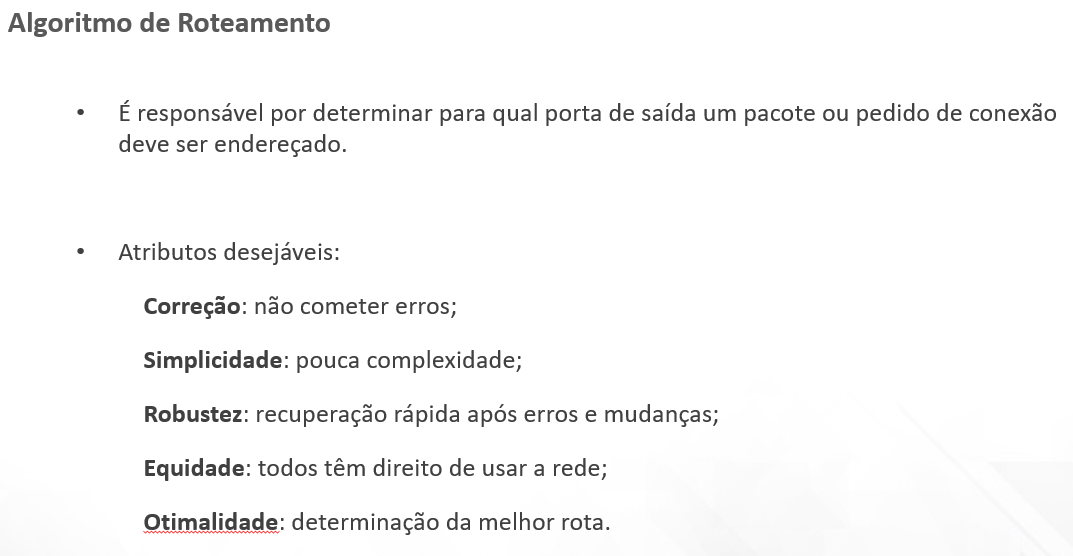 Algoritmo de Roteamento
• É responsável por determinar para qual porta de saída um pacote ou pedido de conexão
deve ser endereçado.
• Atributos desejáveis:
Correção: não cometer erros;
Simplicidade: pouca complexidade;
Robustez: recuperação rápida após erros e mudanças;
Equidade: todos têm direito de usar a rede;
Otimalidade: determinação da melhor rota.